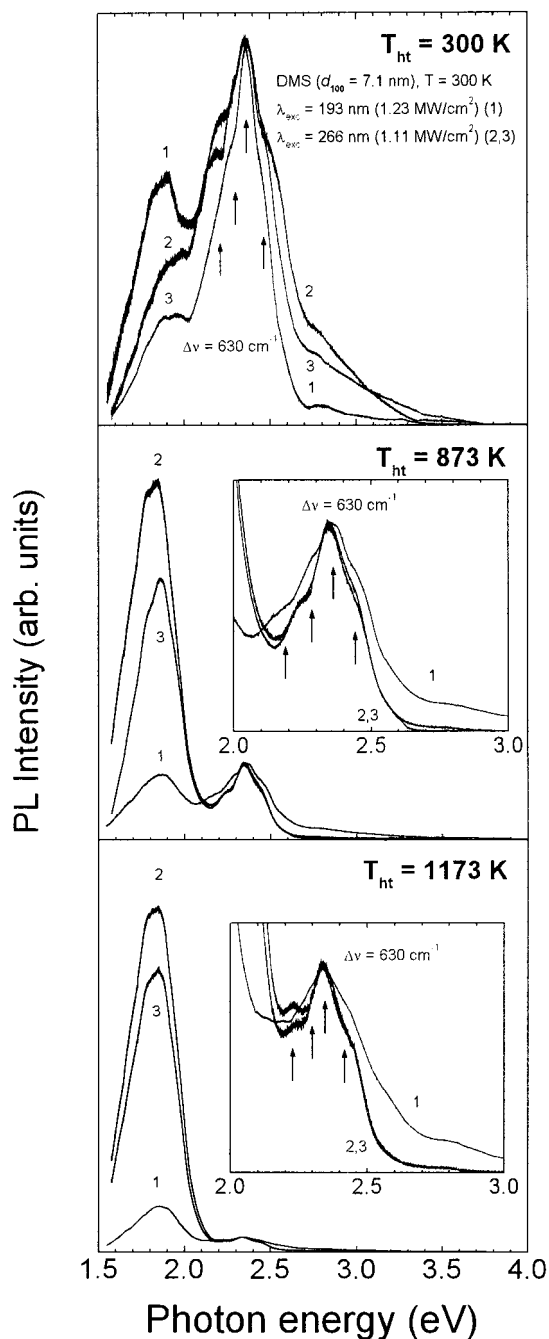 T_ht = 300 K
DMS (d_100 = 7.1 nm), T = 300 K
λ_exc = 193 nm (1.23 MW/cm²) (1)
λ_exc = 266 nm (1.11 MW/cm²) (2,3)
1
2
3
2
3
1
Δν = 630 cm⁻¹
T_ht = 873 K
2
3
1
Δν = 630 cm⁻¹
1
2,3
2.0 2.5 3.0
T_ht = 1173 K
2
3
1
Δν = 630 cm⁻¹
1
2,3
2.0 2.5 3.0
PL Intensity (arb. units)
1.5 2.0 2.5 3.0 3.5 4.0
Photon energy (eV)